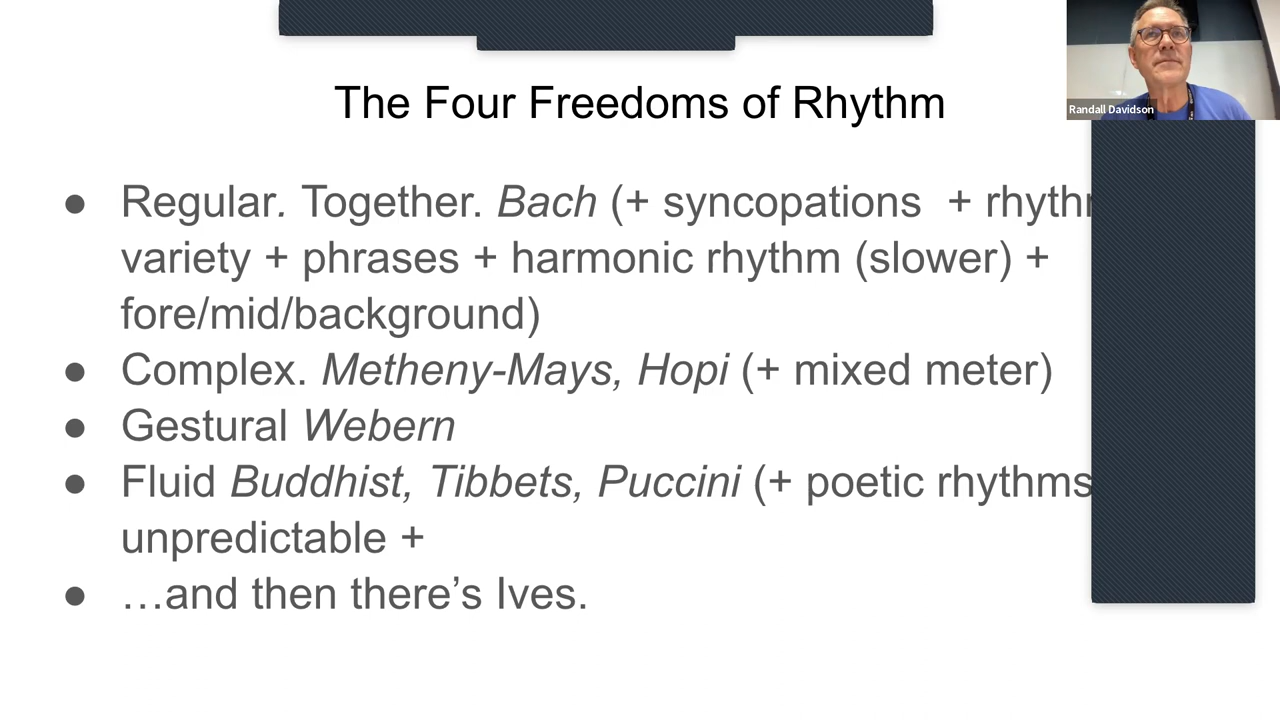 The Four Freedoms of Rhythm
Randall Davidson
● Regular. Together. Bach (+ syncopations + 
variety + phrases + harmonic rhythm (slower) +
fore/mid/background)
● Complex. Metheny-Mays, Hopi (+ mixed meter)
● Gestural Webern
● Fluid Buddhist, Tibbets, Puccini (+ poetic rhythms
unpredictable +
● …and then there’s Ives.